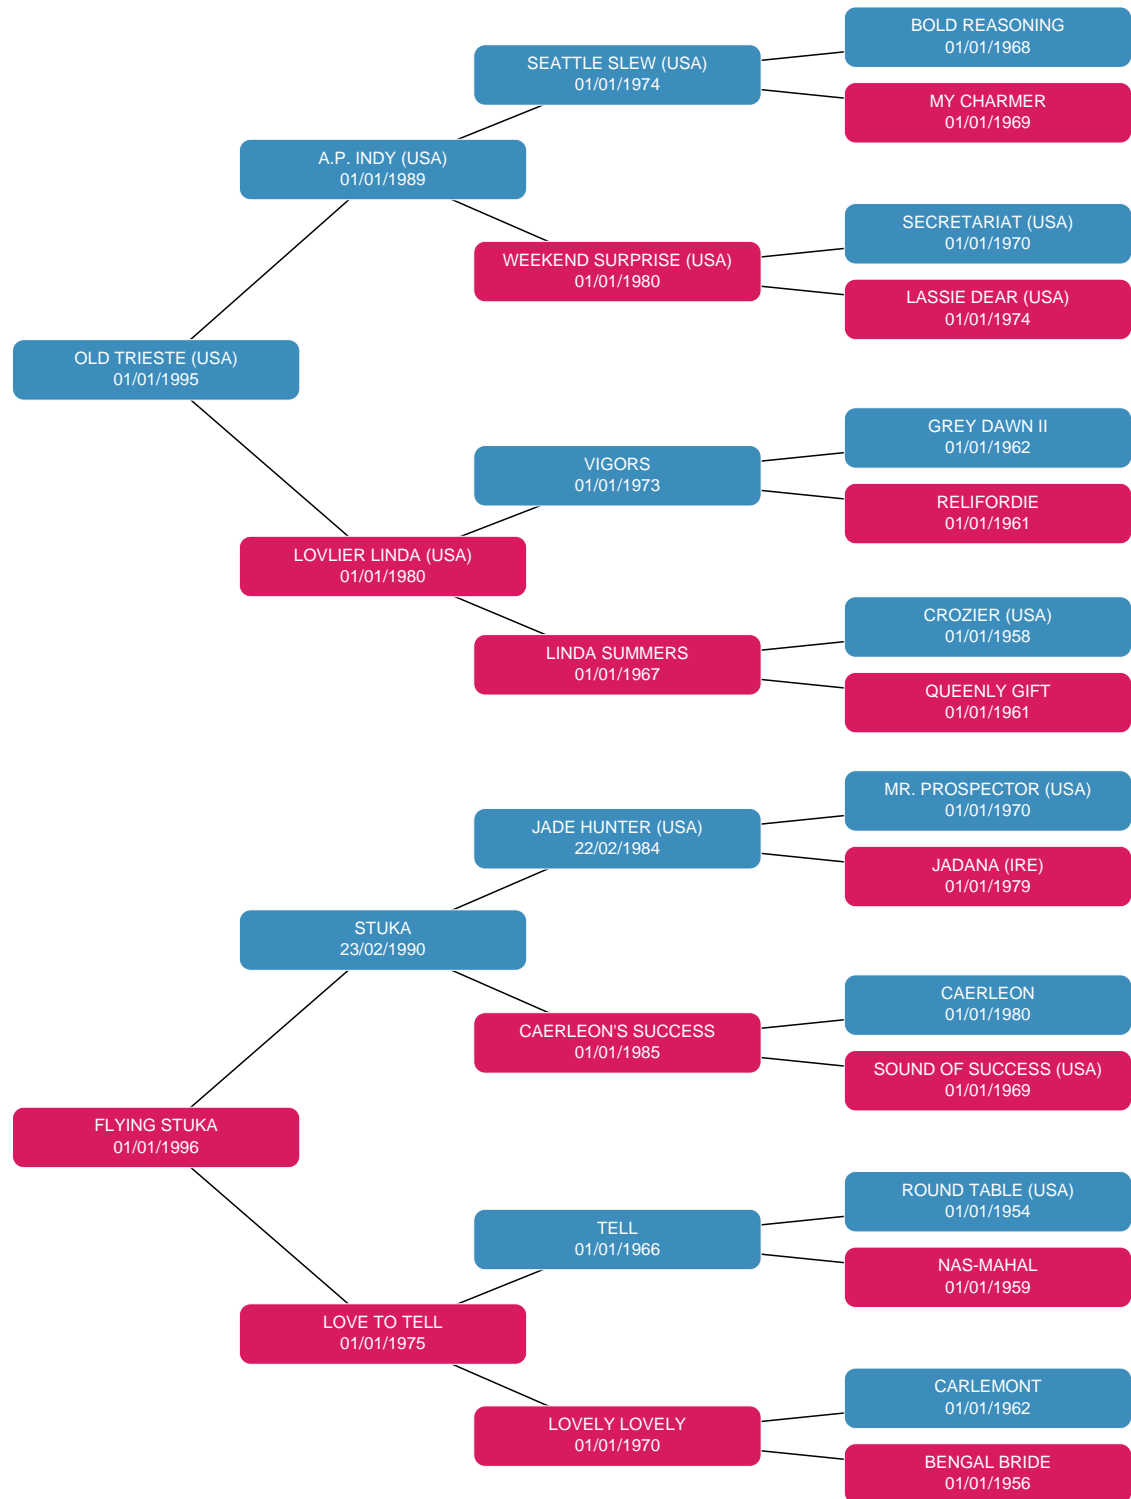 BOLD REASONING
01/01/1968
SEATTLE SLEW (USA)
01/01/1974
MY CHARMER
01/01/1969
A.P. INDY (USA)
01/01/1989
SECRETARIAT (USA)
01/01/1970
WEEKEND SURPRISE (USA)
01/01/1980
LASSIE DEAR (USA)
01/01/1974
OLD TRIESTE (USA)
01/01/1995
GREY DAWN II
01/01/1962
VIGORS
01/01/1973
RELIFORDIE
01/01/1961
LOVLIER LINDA (USA)
01/01/1980
CROZIER (USA)
01/01/1958
LINDA SUMMERS
01/01/1967
QUEENLY GIFT
01/01/1961
MR. PROSPECTOR (USA)
01/01/1970
JADE HUNTER (USA)
22/02/1984
JADANA (IRE)
01/01/1979
STUKA
23/02/1990
CAERLEON
01/01/1980
CAERLEON'S SUCCESS
01/01/1985
SOUND OF SUCCESS (USA)
01/01/1969
FLYING STUKA
01/01/1996
ROUND TABLE (USA)
01/01/1954
TELL
01/01/1966
NAS-MAHAL
01/01/1959
LOVE TO TELL
01/01/1975
CARLEMONT
01/01/1962
LOVELY LOVELY
01/01/1970
BENGAL BRIDE
01/01/1956